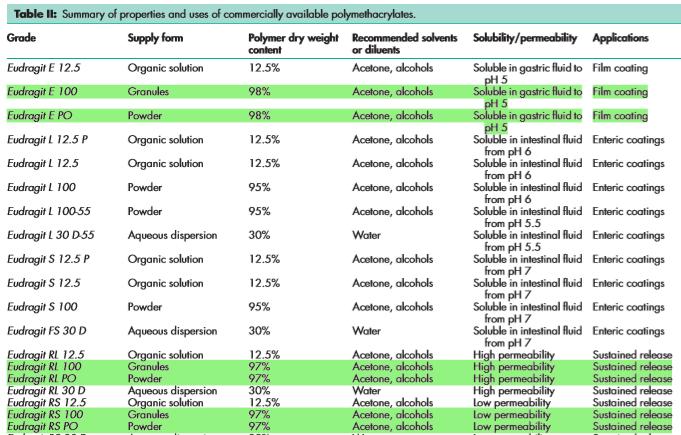 Table II: Summary of properties and uses of commercially available polymethacrylates.
Grade Supply form Polymer dry weight content Recommended solvents or diluents Solubility/permeability Applications
Eudragit E 12.5 Organic solution 12.5% Acetone, alcohols Soluble in gastric fluid to pH 5 Film coating
Eudragit E 100 Granules 98% Acetone, alcohols Soluble in gastric fluid to pH 5 Film coating
Eudragit E PO Powder 98% Acetone, alcohols Soluble in gastric fluid to pH 5 Film coating
Eudragit L 12.5 P Organic solution 12.5% Acetone, alcohols Soluble in intestinal fluid from pH 6 Enteric coatings
Eudragit L 12.5 Organic solution 12.5% Acetone, alcohols Soluble in intestinal fluid from pH 6 Enteric coatings
Eudragit L 100 Powder 95% Acetone, alcohols Soluble in intestinal fluid from pH 6 Enteric coatings
Eudragit L 100-55 Powder 95% Acetone, alcohols Soluble in intestinal fluid from pH 5.5 Enteric coatings
Eudragit L 30 D-55 Aqueous dispersion 30% Water Soluble in intestinal fluid from pH 5.5 Enteric coatings
Eudragit S 12.5 P Organic solution 12.5% Acetone, alcohols Soluble in intestinal fluid from pH 7 Enteric coatings
Eudragit S 12.5 Organic solution 12.5% Acetone, alcohols Soluble in intestinal fluid from pH 7 Enteric coatings
Eudragit S 100 Powder 95% Acetone, alcohols Soluble in intestinal fluid from pH 7 Enteric coatings
Eudragit FS 30 D Aqueous dispersion 30% Water Soluble in intestinal fluid from pH 7 Enteric coatings
Eudragit RL 12.5 Organic solution 12.5% Acetone, alcohols High permeability Sustained release
Eudragit RL 100 Granules 97% Acetone, alcohols High permeability Sustained release
Eudragit RL PO Powder 97% Acetone, alcohols High permeability Sustained release
Eudragit RL 30 D Aqueous dispersion 30% Water High permeability Sustained release
Eudragit RS 12.5 Organic solution 12.5% Acetone, alcohols Low permeability Sustained release
Eudragit RS 100 Granules 97% Acetone, alcohols Low permeability Sustained release
Eudragit RS PO Powder 97% Acetone, alcohols Low permeability Sustained release